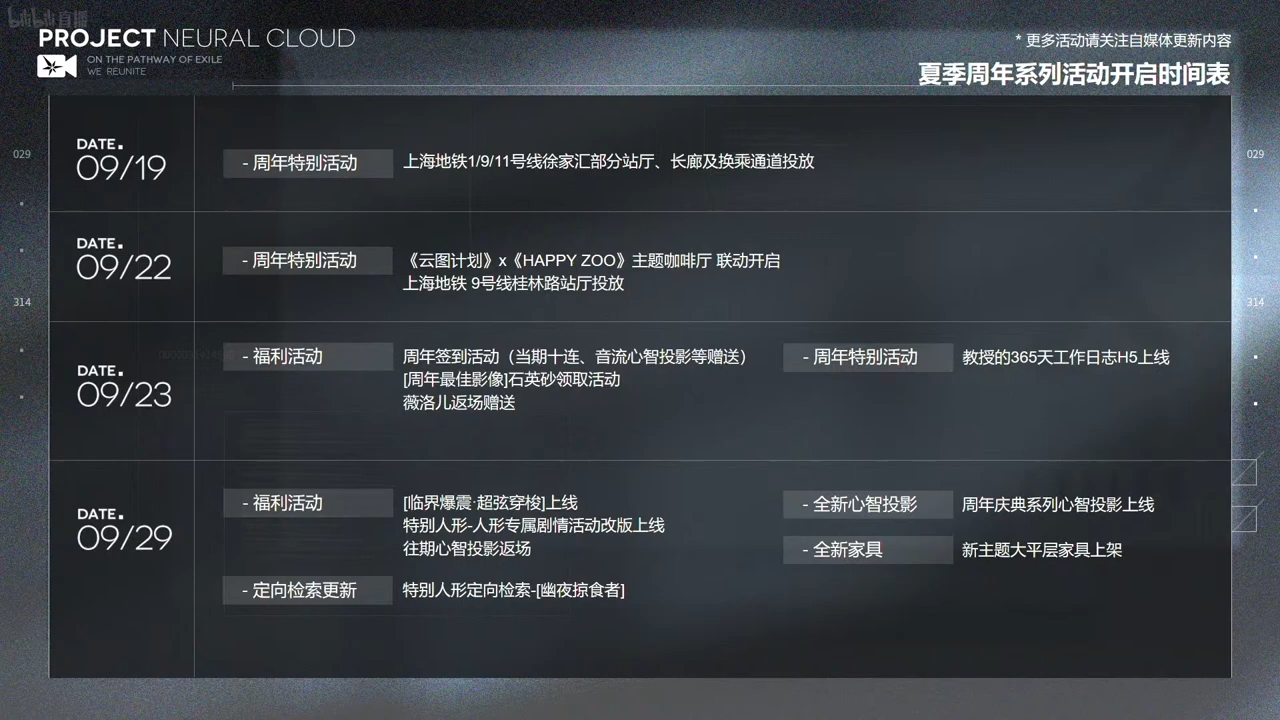 bilibili直播
PROJECT NEURAL CLOUD
ON THE PATHWAY OF EXILE
WE REUNITE
* 更多活动请关注自媒体更新内容
夏季周年系列活动开启时间表
029
029
314
314
DATE.
09/19
- 周年特别活动
上海地铁1/9/11号线徐家汇部分站厅、长廊及换乘通道投放
DATE.
09/22
- 周年特别活动
《云图计划》x《HAPPY ZOO》主题咖啡厅 联动开启
上海地铁 9号线桂林路站厅投放
DATE.
09/23
- 福利活动
周年签到活动（当期十连、音流心智投影等赠送）
[周年最佳影像]石英砂领取活动
薇洛儿返场赠送
- 周年特别活动
教授的365天工作日志H5上线
DATE.
09/29
- 福利活动
[临界爆震·超弦穿梭]上线
特别人形-人形专属剧情活动改版上线
往期心智投影返场
- 定向检索更新
特别人形定向检索-[幽夜掠食者]
- 全新心智投影
周年庆典系列心智投影上线
- 全新家具
新主题大平层家具上架